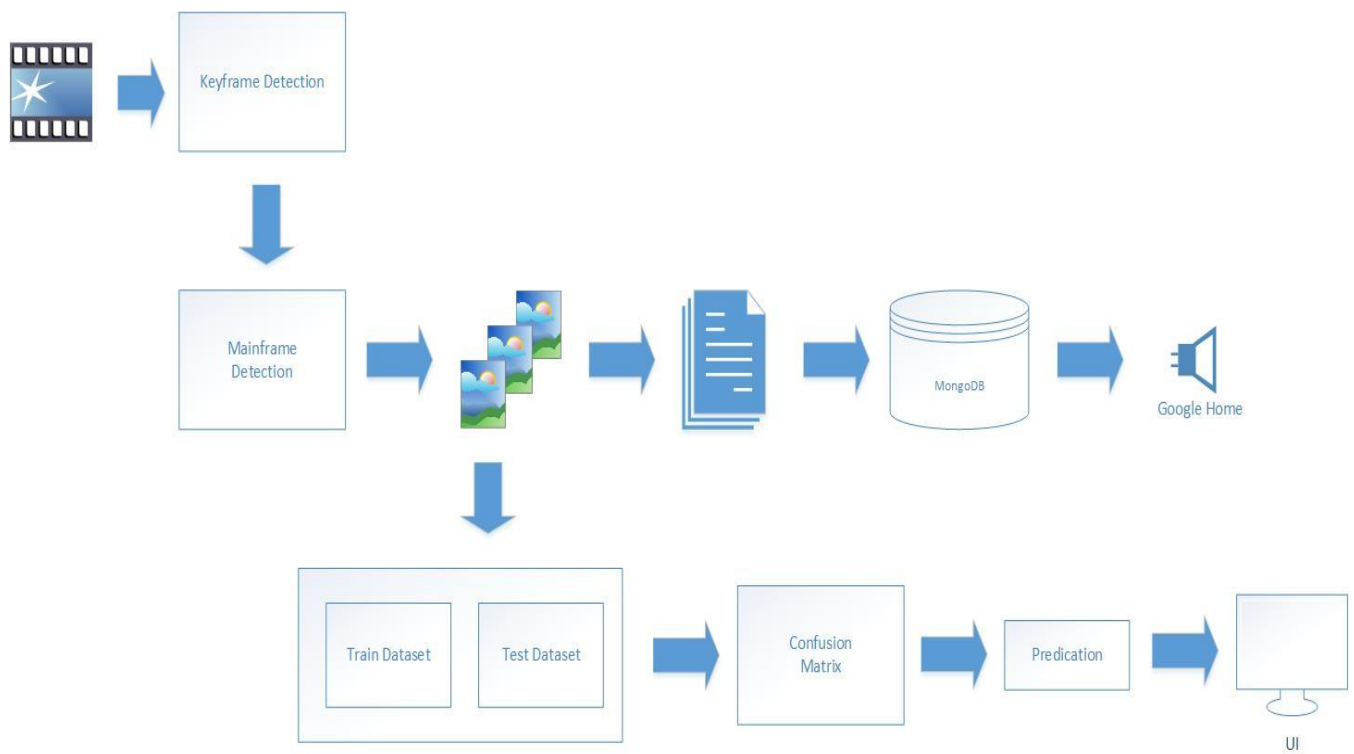 Keyframe Detection
Mainframe
Detection
MongoDB
Google Home
Train Dataset
Test Dataset
Confusion
Matrix
Predication
UI